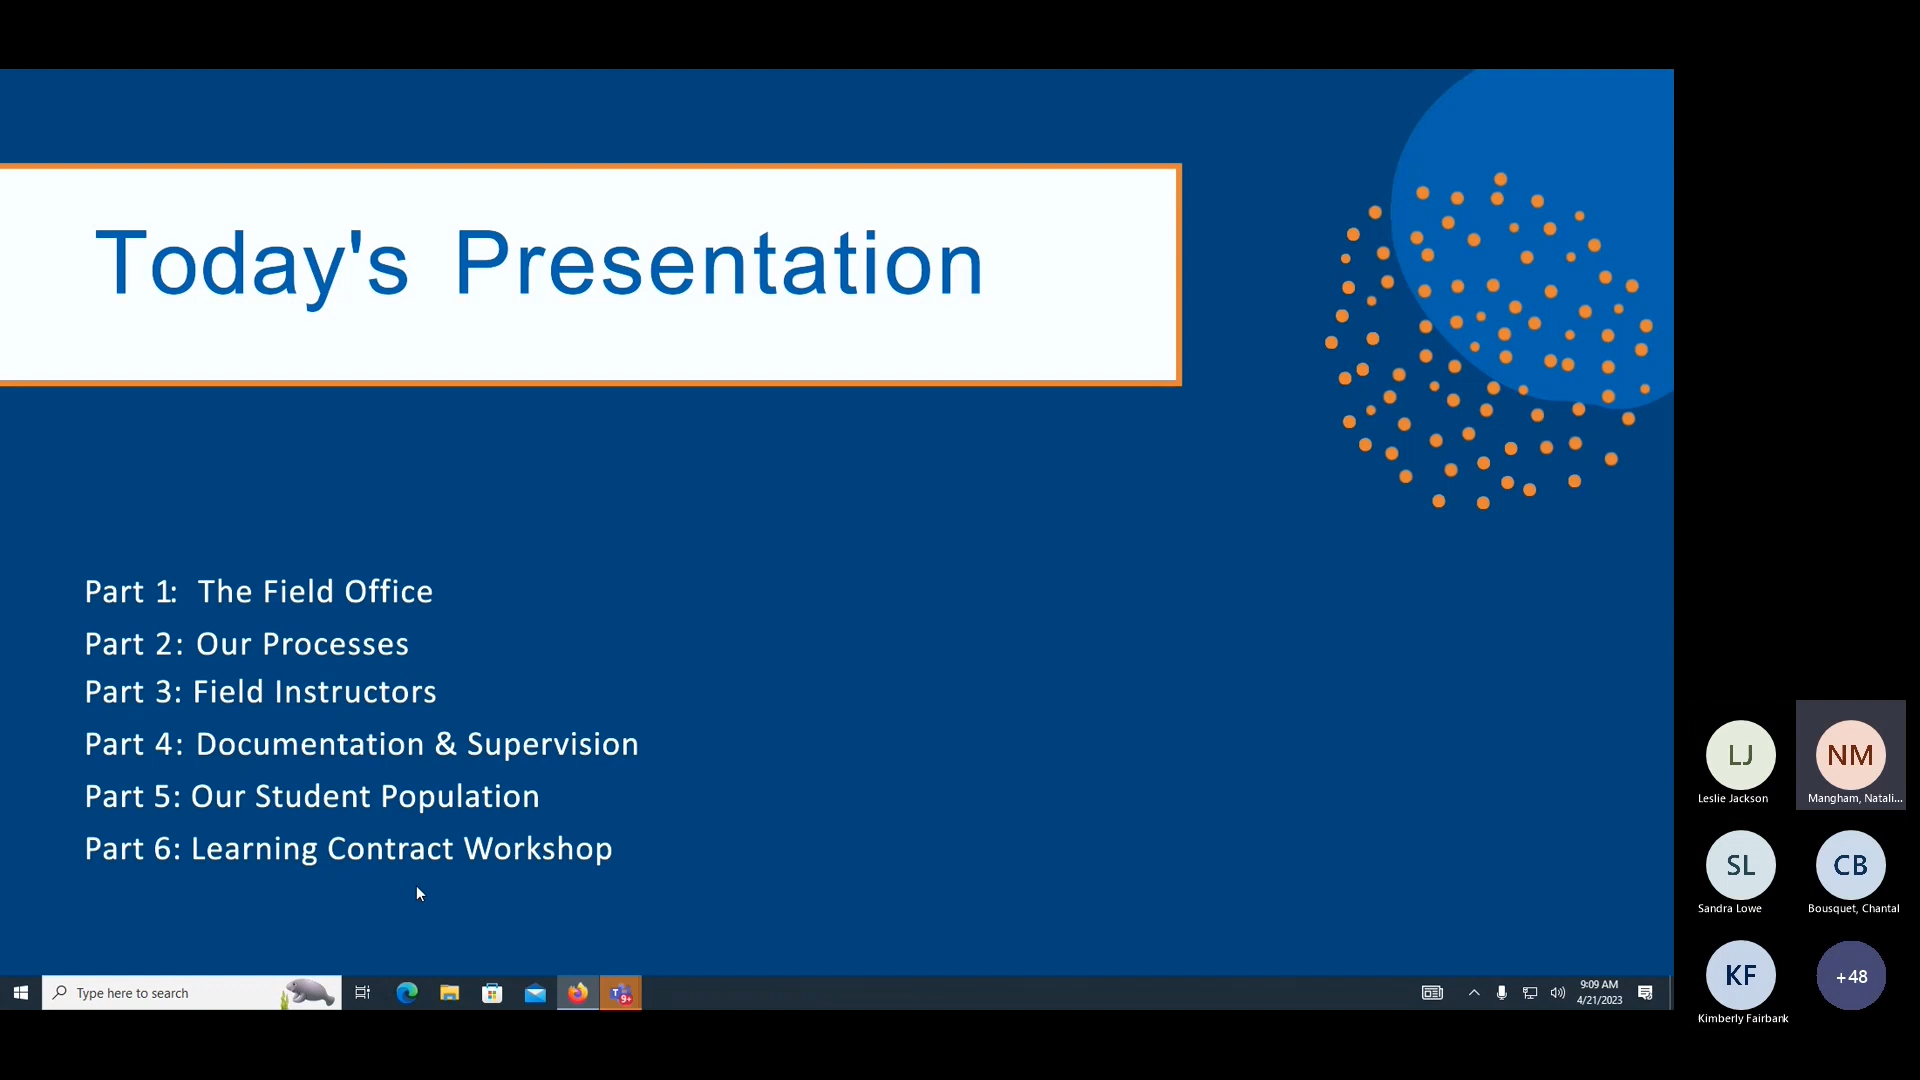 Today's Presentation
Part 1: The Field Office
Part 2: Our Processes
Part 3: Field Instructors
Part 4: Documentation & Supervision
Part 5: Our Student Population
Part 6: Learning Contract Workshop
Type here to search
9+
9:09 AM
4/21/2023
LJ
Leslie Jackson
NM
Mangham, Natali...
SL
Sandra Lowe
CB
Bousquet, Chantal
KF
Kimberly Fairbank
+48